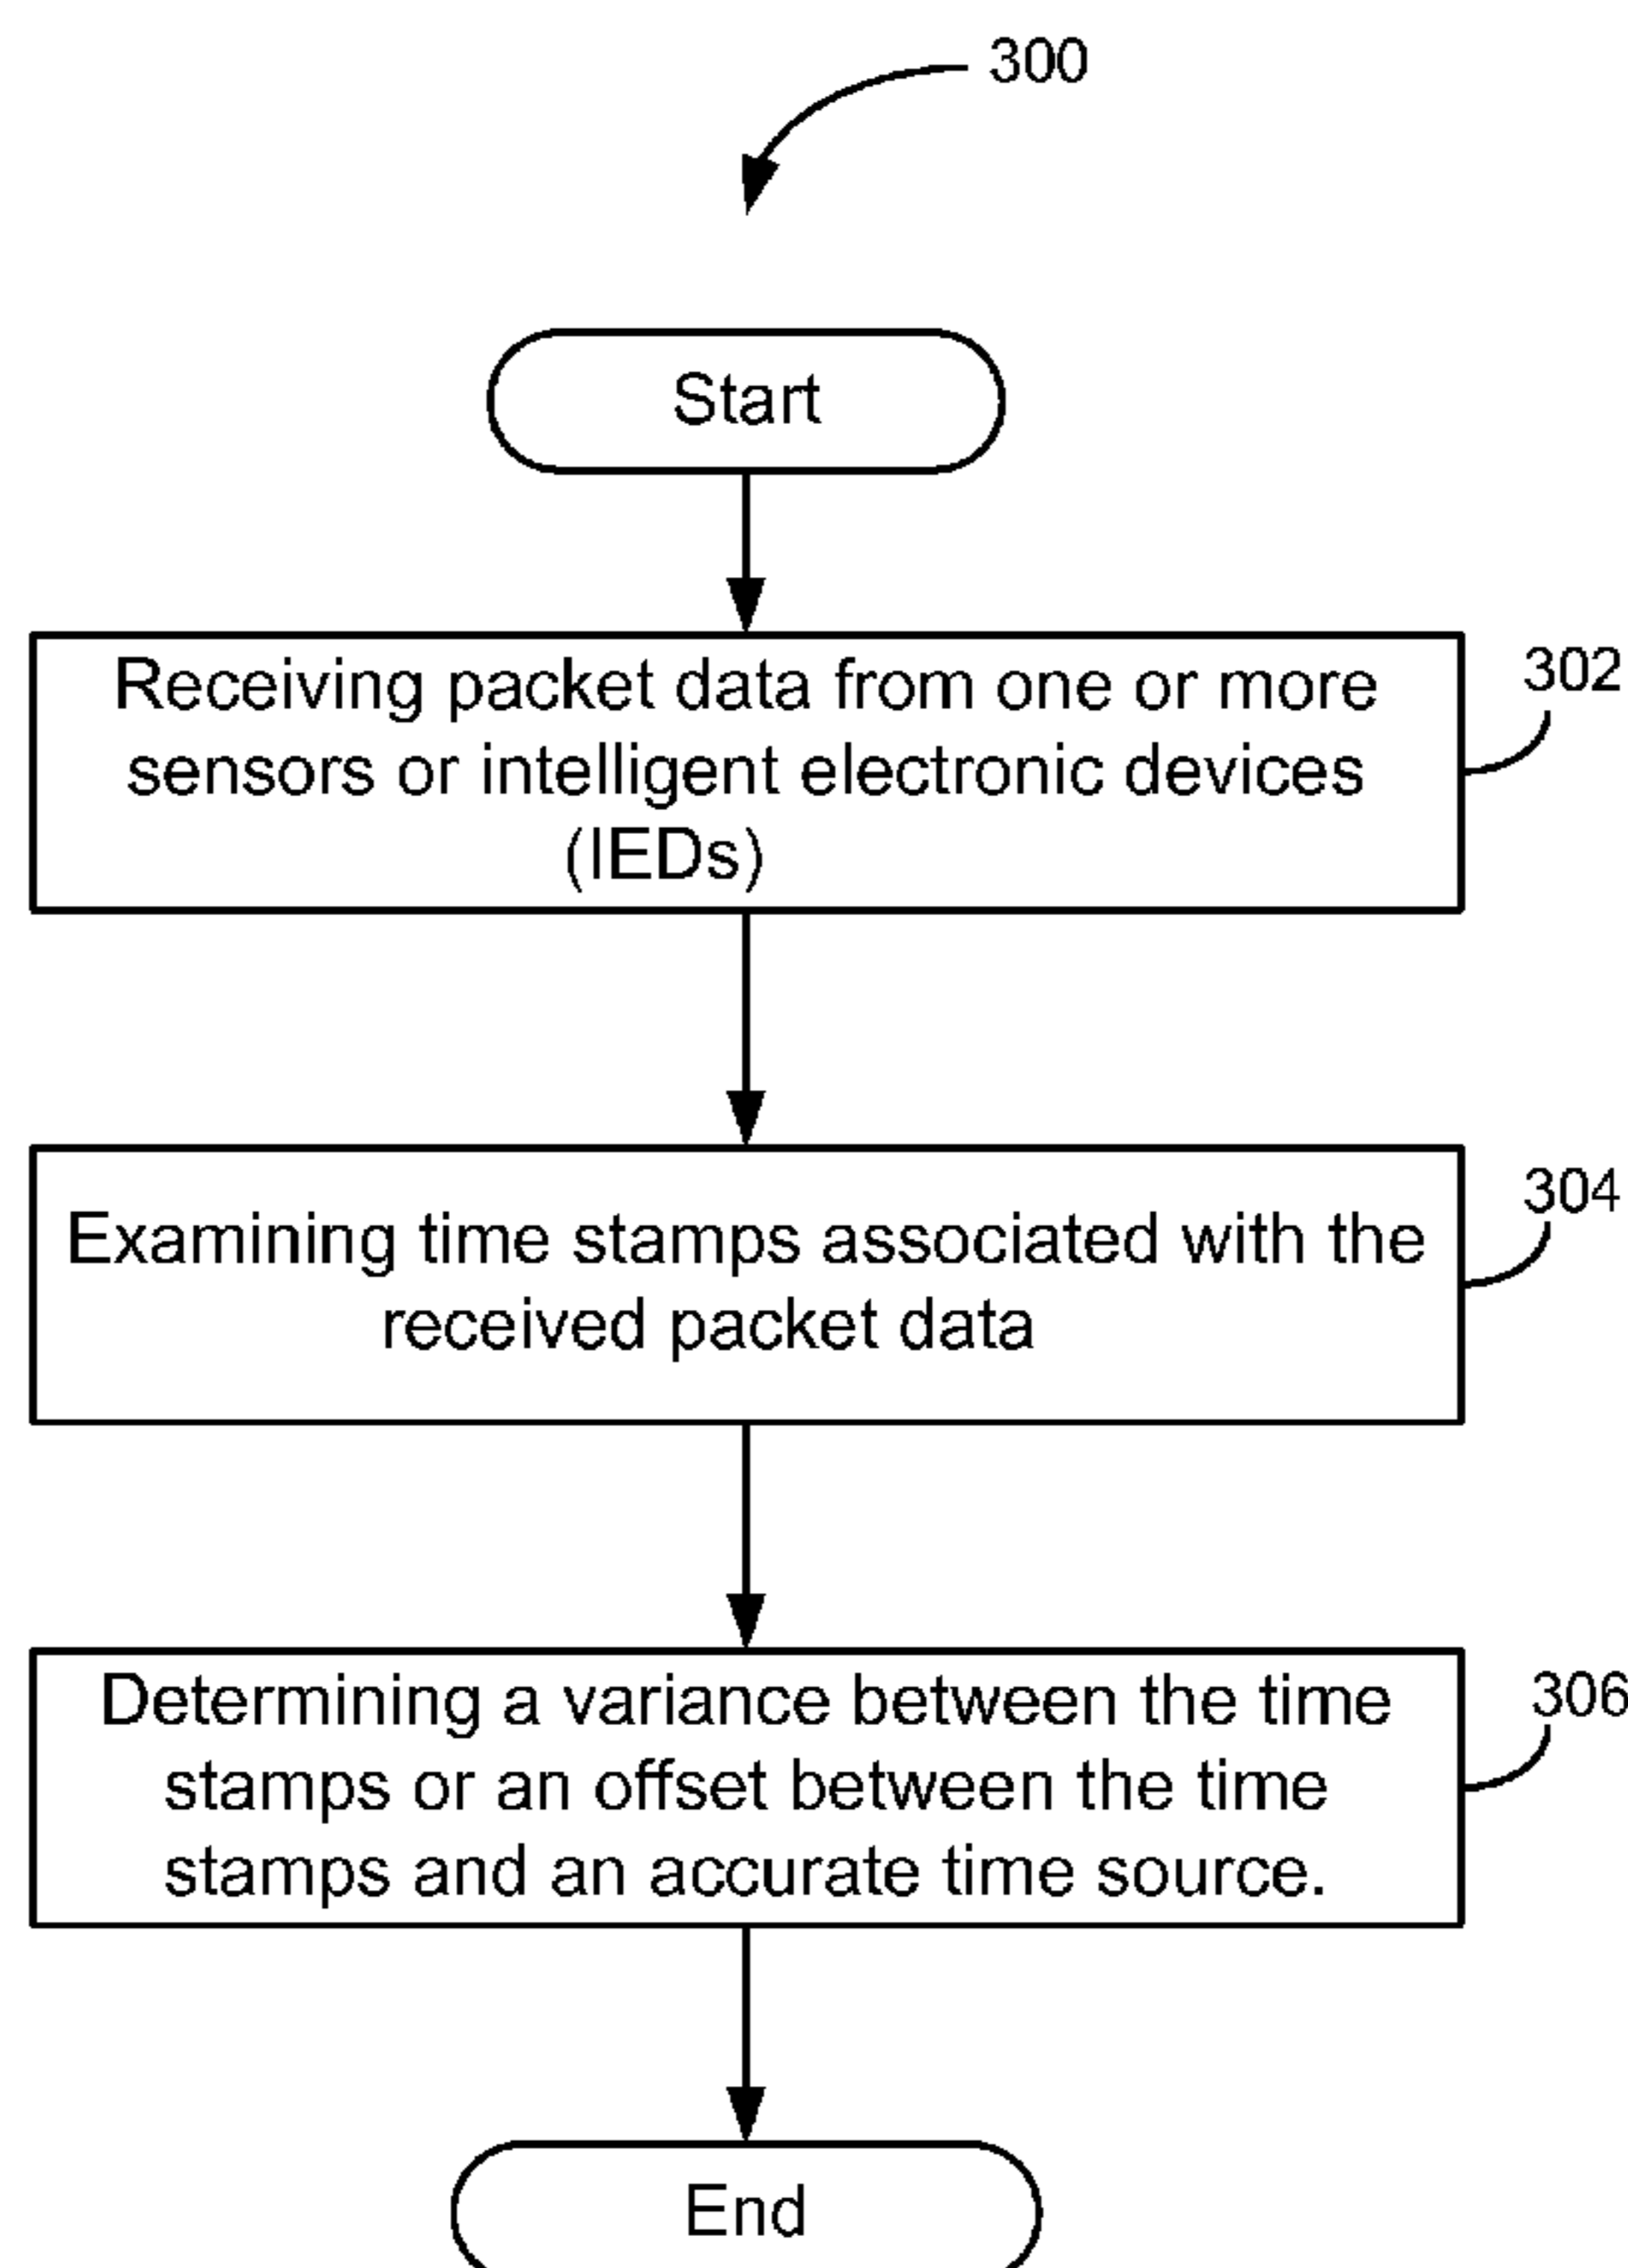 300
Start
Receiving packet data from one or more
sensors or intelligent electronic devices
(IEDs)
302
Examining time stamps associated with the
received packet data
304
Determining a variance between the time
stamps or an offset between the time
stamps and an accurate time source.
306
End